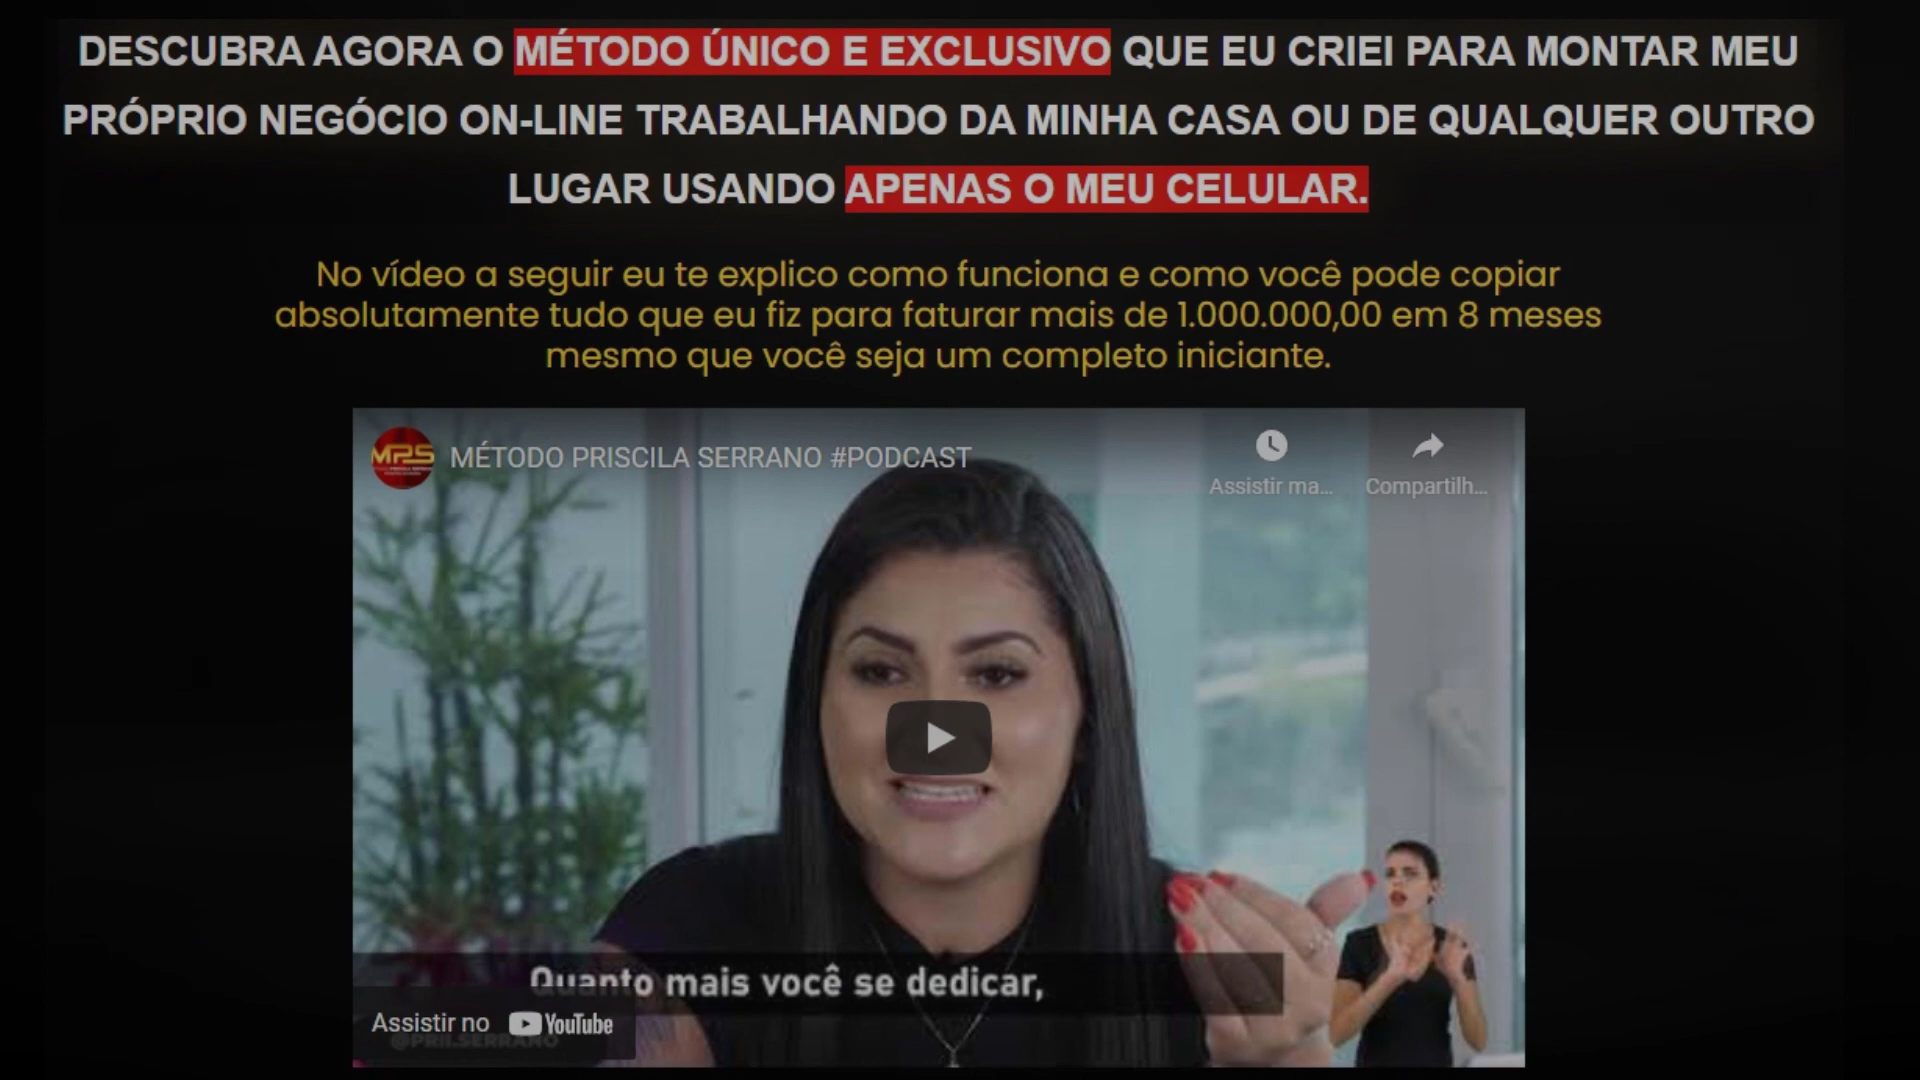 DESCUBRA AGORA O MÉTODO ÚNICO E EXCLUSIVO QUE EU CRIEI PARA MONTAR MEU
PRÓPRIO NEGÓCIO ON-LINE TRABALHANDO DA MINHA CASA OU DE QUALQUER OUTRO
LUGAR USANDO APENAS O MEU CELULAR.
No vídeo a seguir eu te explico como funciona e como você pode copiar
absolutamente tudo que eu fiz para faturar mais de 1.000.000,00 em 8 meses
mesmo que você seja um completo iniciante.
MPS
MÉTODO PRISCILA SERRANO #PODCAST
Assistir ma...
Compartilh...
Quanto mais você se dedicar,
Assistir no YouTube
@PRII.SERRANO